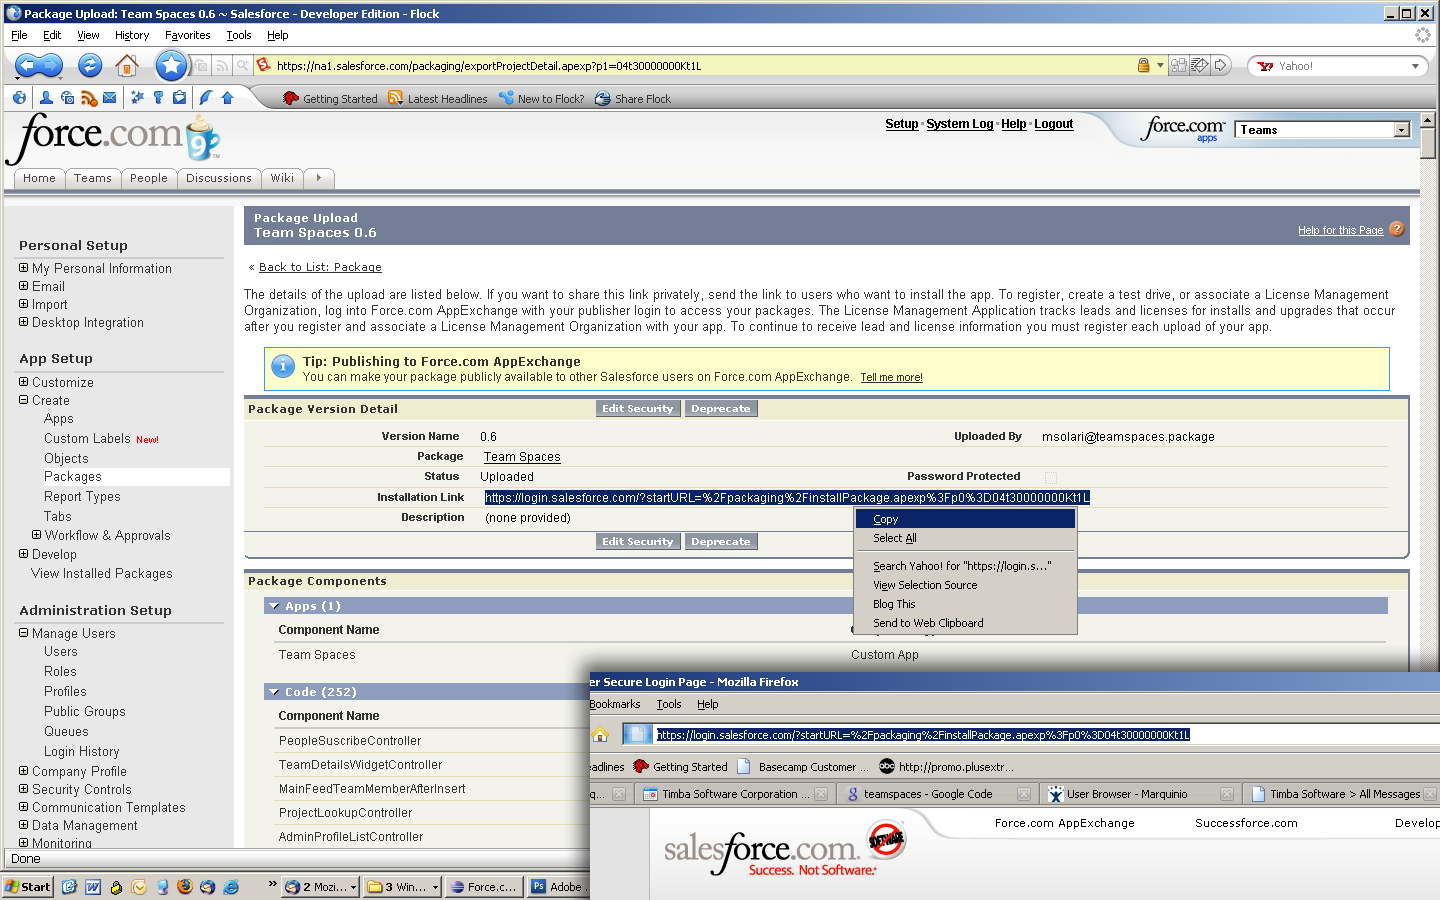 Package Upload: Team Spaces 0.6 ~ Salesforce - Developer Edition - Flock
File Edit View History Favorites Tools Help
https://na1.salesforce.com/packaging/exportProjectDetail.apexp?p1=04t30000000Kt1L
Yahoo!
Getting Started Latest Headlines New to Flock? Share Flock
force.com 9 TM
Setup · System Log · Help · Logout
force.com apps
Teams
Home Teams People Discussions Wiki
Personal Setup
My Personal Information
Email
Import
Desktop Integration
App Setup
Customize
Create
Apps
Custom Labels New!
Objects
Packages
Report Types
Tabs
Workflow & Approvals
Develop
View Installed Packages
Administration Setup
Manage Users
Users
Roles
Profiles
Public Groups
Queues
Login History
Company Profile
Security Controls
Communication Templates
Data Management
Monitoring
Package Upload
Team Spaces 0.6
Help for this Page ?
« Back to List: Package
The details of the upload are listed below. If you want to share this link privately, send the link to users who want to install the app. To register, create a test drive, or associate a License Management
Organization, log into Force.com AppExchange with your publisher login to access your packages. The License Management Application tracks leads and licenses for installs and upgrades that occur
after you register and associate a License Management Organization with your app. To continue to receive lead and license information you must register each upload of your app.
Tip: Publishing to Force.com AppExchange
You can make your package publicly available to other Salesforce users on Force.com AppExchange. Tell me more!
Package Version Detail Edit Security Deprecate
Version Name 0.6 Uploaded By msolari@teamspaces.package
Package Team Spaces
Status Uploaded Password Protected
Installation Link https://login.salesforce.com/?startURL=%2Fpackaging%2FinstallPackage.apexp%3Fp0%3D04t30000000Kt1L
Description (none provided)
Edit Security Deprecate
Copy
Select All
Search Yahoo! for "https://login.s..."
View Selection Source
Blog This
Send to Web Clipboard
Package Components
Apps (1)
Component Name
Team Spaces Custom App
Code (252)
Component Name
PeopleSuscribeController
TeamDetailsWidgetController
MainFeedTeamMemberAfterInsert
ProjectLookupController
AdminProfileListController
er Secure Login Page - Mozilla Firefox
Bookmarks Tools Help
https://login.salesforce.com/?startURL=%2Fpackaging%2FinstallPackage.apexp%3Fp0%3D04t30000000Kt1L
eadlines Getting Started Basecamp Customer ... abc http://promo.plusextr...
q... Timba Software Corporation ... teamspaces - Google Code User Browser - Marquinio Timba Software > All Messages
salesforce.com. SOFTWARE
Success. Not Software.
Force.com AppExchange Successforce.com Develop
Done
Start » 2 Mozi... 3 Win... Force.c... Ps Adobe